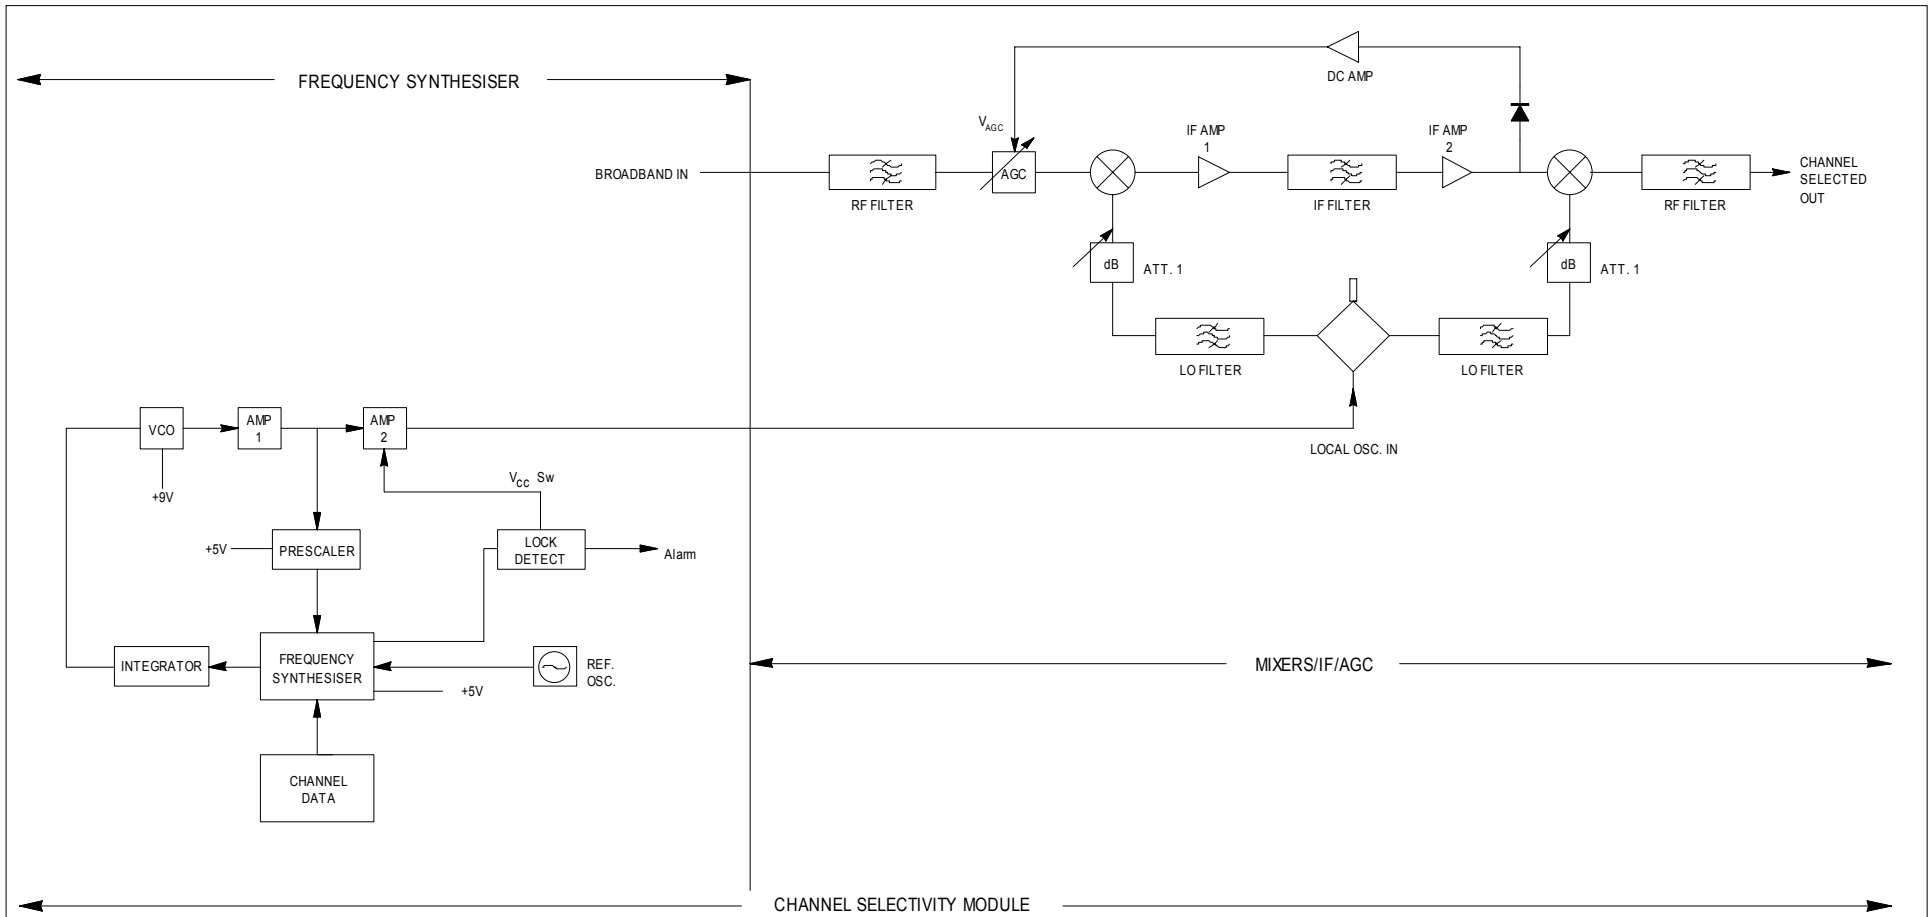 FREQUENCY SYNTHESISER
DC AMP
V AGC
IF AMP
1
IF AMP
2
BROADBAND IN
AGC
CHANNEL
SELECTED
OUT
RF FILTER
IF FILTER
RF FILTER
dB
ATT. 1
dB
ATT. 1
LO FILTER
LO FILTER
VCO
AMP
1
AMP
2
LOCAL OSC. IN
+9V
VCC Sw
+5V
PRESCALER
LOCK
DETECT
Alarm
INTEGRATOR
FREQUENCY
SYNTHESISER
REF.
OSC.
+5V
MIXERS/IF/AGC
CHANNEL
DATA
CHANNEL SELECTIVITY MODULE